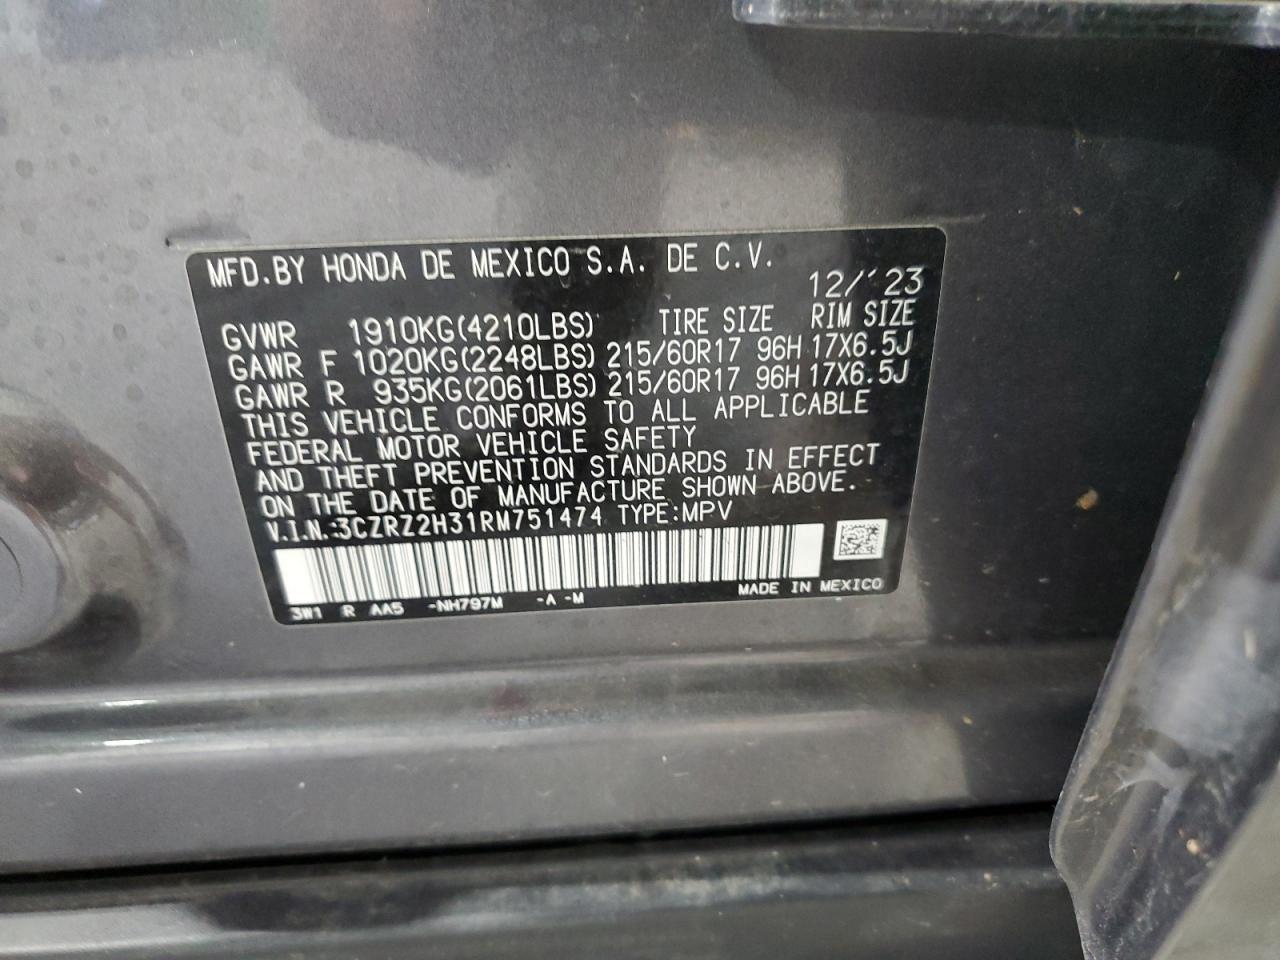 MFD.BY HONDA DE MEXICO S.A. DE C.V.
12/'23
GVWR 1910KG(4210LBS) TIRE SIZE RIM SIZE
GAWR F 1020KG(2248LBS) 215/60R17 96H 17X6.5J
GAWR R 935KG(2061LBS) 215/60R17 96H 17X6.5J
THIS VEHICLE CONFORMS TO ALL APPLICABLE
FEDERAL MOTOR VEHICLE SAFETY
AND THEFT PREVENTION STANDARDS IN EFFECT
ON THE DATE OF MANUFACTURE SHOWN ABOVE.
V.I.N.:3CZRZ2H31RM751474 TYPE:MPV
3W1 R AA5 -NH797M -A -M MADE IN MEXICO